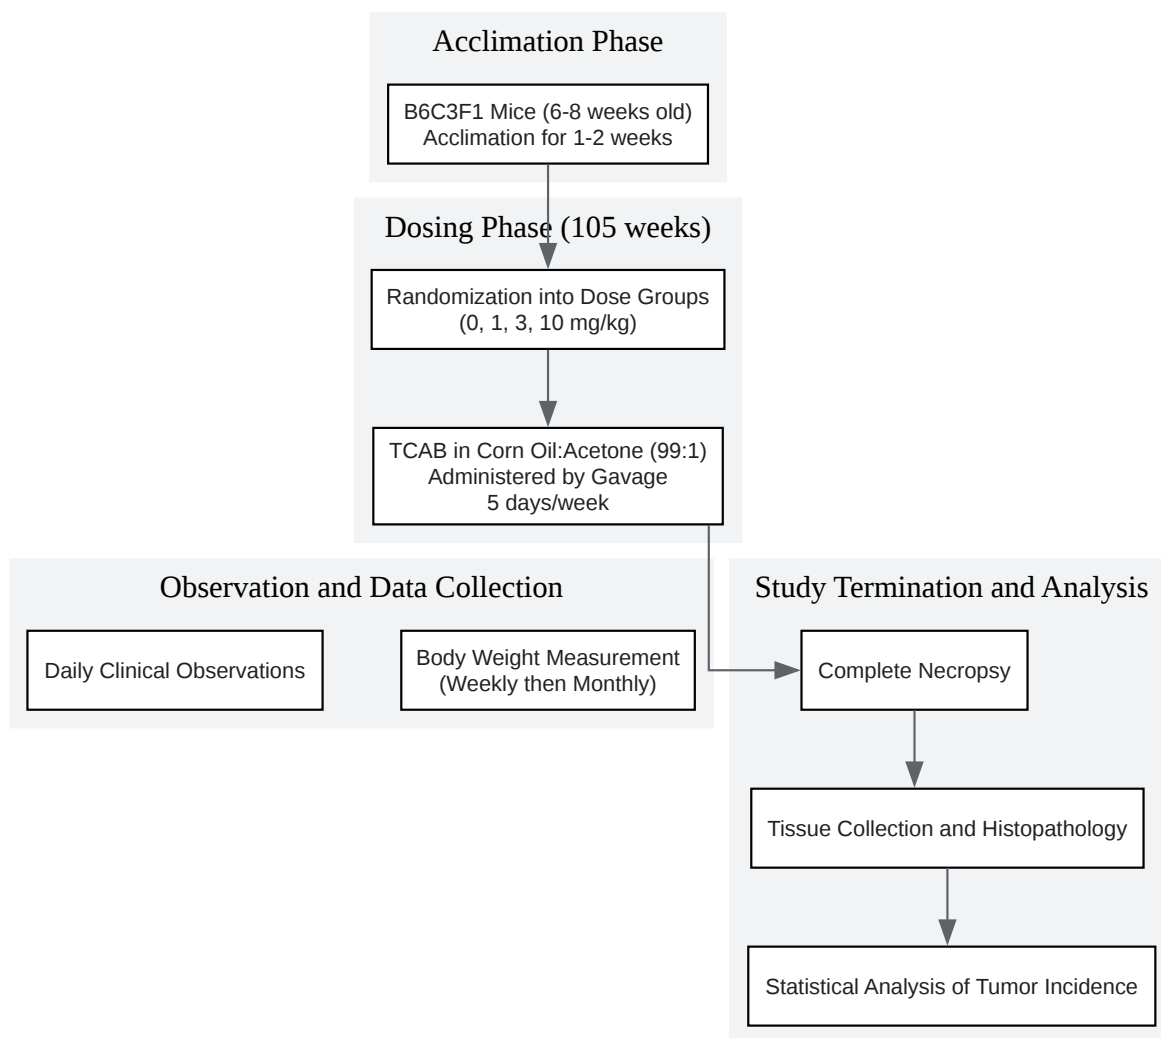 Acclimation Phase
B6C3F1 Mice (6-8 weeks old)
Acclimation for 1-2 weeks
Dosing Phase (105 weeks)
Randomization into Dose Groups
(0, 1, 3, 10 mg/kg)
TCAB in Corn Oil:Acetone (99:1)
Administered by Gavage
5 days/week
Observation and Data Collection
Daily Clinical Observations
Body Weight Measurement
(Weekly then Monthly)
Study Termination and Analysis
Complete Necropsy
Tissue Collection and Histopathology
Statistical Analysis of Tumor Incidence